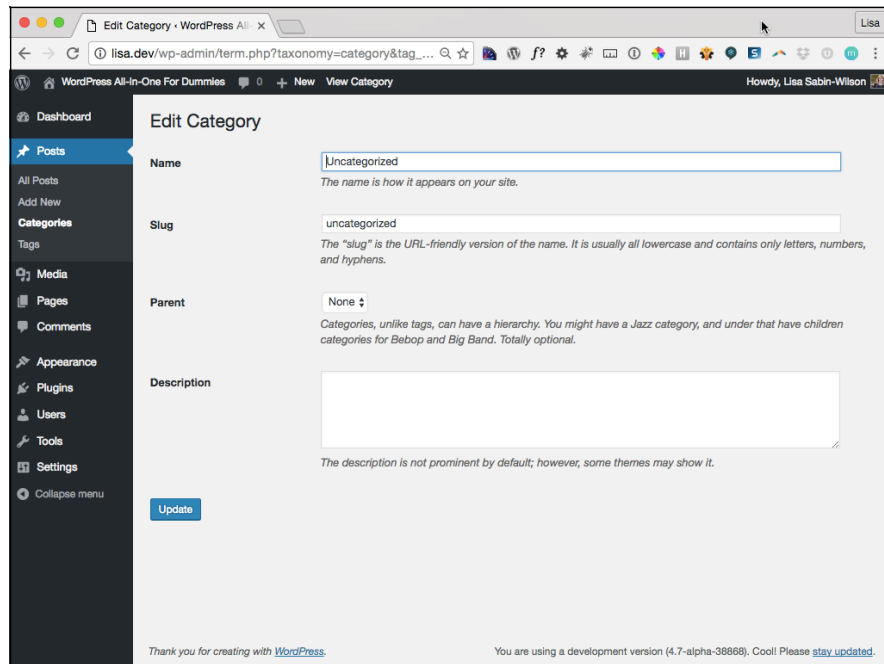 Edit Category ‹ WordPress All-
Lisa
lisa.dev/wp-admin/term.php?taxonomy=category&tag_...
WordPress All-In-One For Dummies 0 + New View Category
Howdy, Lisa Sabin-Wilson
Dashboard
Posts
All Posts
Add New
Categories
Tags
Media
Pages
Comments
Appearance
Plugins
Users
Tools
Settings
Collapse menu
Edit Category
Name
Uncategorized
The name is how it appears on your site.
Slug
uncategorized
The “slug” is the URL-friendly version of the name. It is usually all lowercase and contains only letters, numbers,
and hyphens.
Parent
None
Categories, unlike tags, can have a hierarchy. You might have a Jazz category, and under that have children
categories for Bebop and Big Band. Totally optional.
Description
The description is not prominent by default; however, some themes may show it.
Update
Thank you for creating with WordPress.
You are using a development version (4.7-alpha-38868). Cool! Please stay updated.